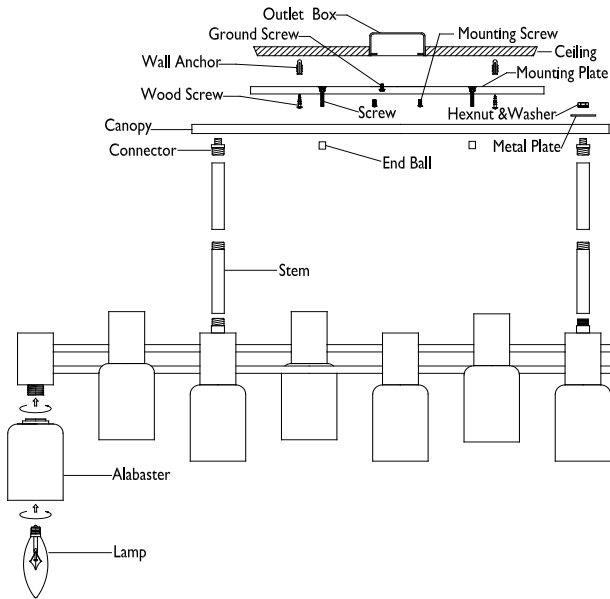 Outlet Box
Ground Screw
Mounting Screw
Ceiling
Wall Anchor
Mounting Plate
Wood Screw
Screw
Hexnut &Washer
Canopy
Connector
End Ball
Metal Plate
Stem
Alabaster
Lamp